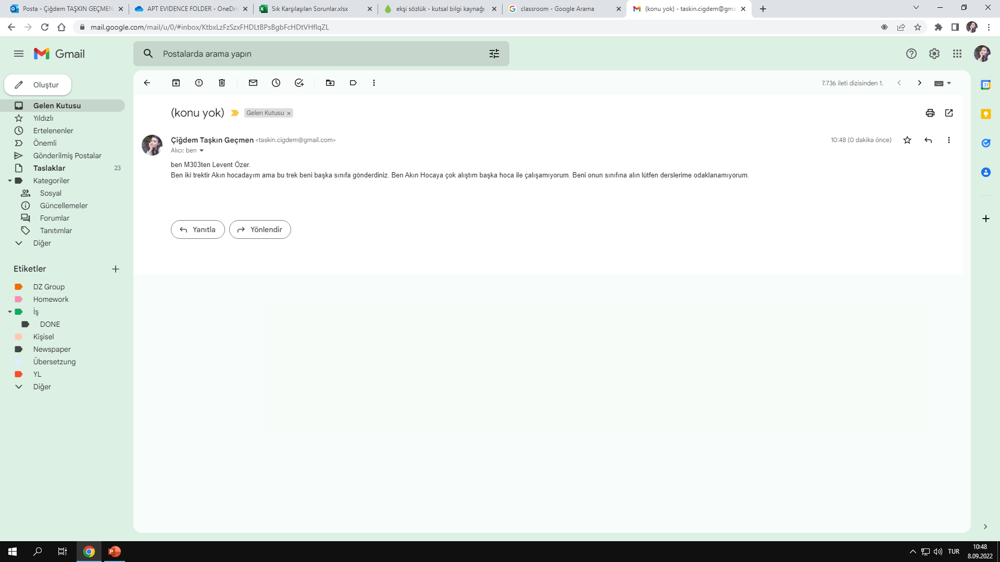 Posta - Çiğdem TAŞKIN GEÇMEN
APT EVIDENCE FOLDER - OneDri
Sık Karşılaşılan Sorunlar.xlsx
ekşi sözlük - kutsal bilgi kaynağı
classroom - Google Arama
(konu yok) - taskin.cigdem@gma
mail.google.com/mail/u/0/#inbox/KtbxLzFzSzxFHDLtBPsBgbFcHDtVHflqZL
Gmail
Postalarda arama yapın
Oluştur
7.736 ileti dizisinden 1.
31
Gelen Kutusu
Yıldızlı
Ertelenenler
Önemli
Gönderilmiş Postalar
Taslaklar 23
Kategoriler
Sosyal
Güncellemeler
Forumlar
Tanıtımlar
Diğer
Etiketler
DZ Group
Homework
İş
DONE
Kişisel
Newspaper
Übersetzung
YL
Diğer
(konu yok)
Gelen Kutusu x
Çiğdem Taşkın Geçmen <taskin.cigdem@gmail.com>
10:48 (0 dakika önce)
Alıcı: ben
ben M303ten Levent Özer.
Ben iki trektir Akın hocadayım ama bu trek beni başka sınıfa gönderdiniz. Ben Akın Hocaya çok alıştım başka hoca ile çalışamıyorum. Beni onun sınıfına alın lütfen derslerime odaklanamıyorum.
Yanıtla
Yönlendir
TUR
10:48
8.09.2022